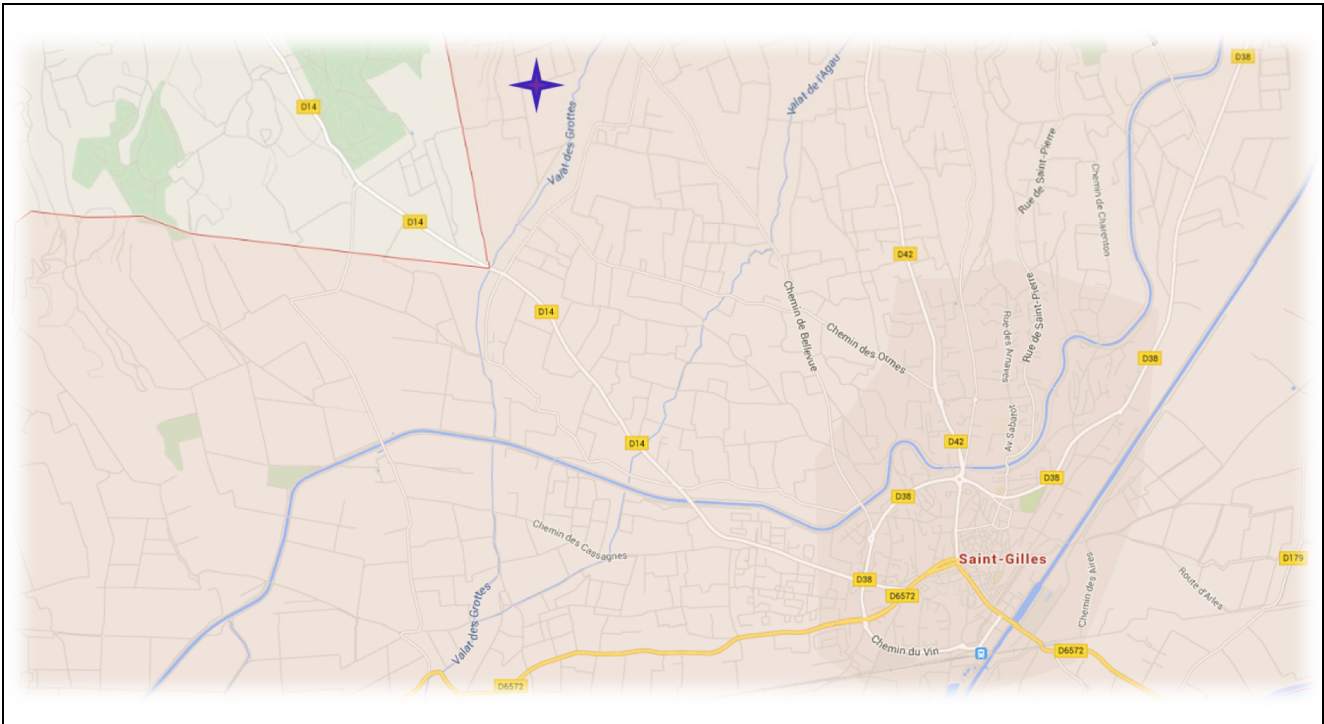 D38
Valat de l'Agau
D14
Valat des Grottes
Rue de Saint-Pierre
Chemin de Charenton
D14
D42
Rue de Saint-Pierre
D14
Chemin de Bellevue
Chemin des Ormes
Rue des Arnaves
D38
Av Sabatot
D14
D42
D38
D38
Chemin des Cassagnes
Saint-Gilles
D179
D38
D6572
Route d'Arles
Chemin des Aires
Valat des Grottes
Chemin du Vin
D6572
D6572